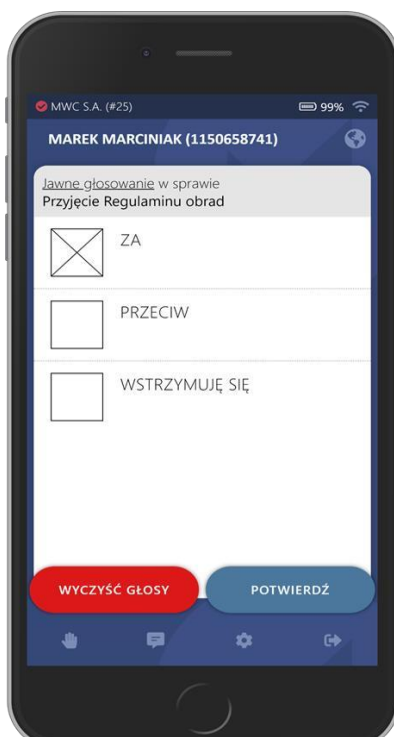 MWC S.A. (#25) 99%
MAREK MARCINIAK (1150658741)
Jawne głosowanie w sprawie
Przyjęcie Regulaminu obrad
ZA
PRZECIW
WSTRZYMUJĘ SIĘ
WYCZYŚĆ GŁOSY POTWIERDŹ